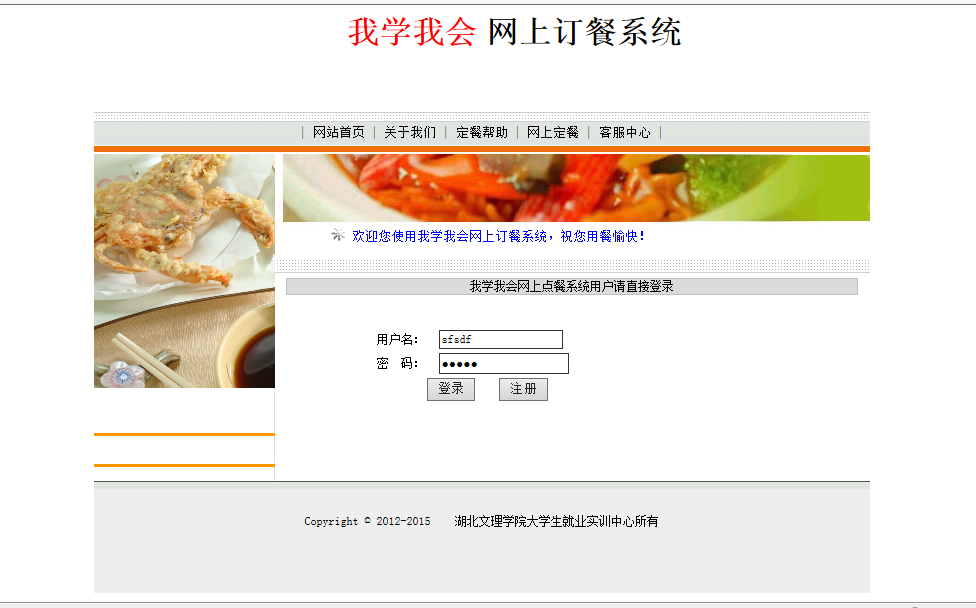 我学我会 网上订餐系统
| 网站首页 | 关于我们 | 定餐帮助 | 网上定餐 | 客服中心 |
欢迎您使用我学我会网上订餐系统，祝您用餐愉快！
我学我会网上点餐系统用户请直接登录
用户名： sfsdf
密 码： ●●●●●
登录 注册
Copyright © 2012-2015 湖北文理学院大学生就业实训中心所有